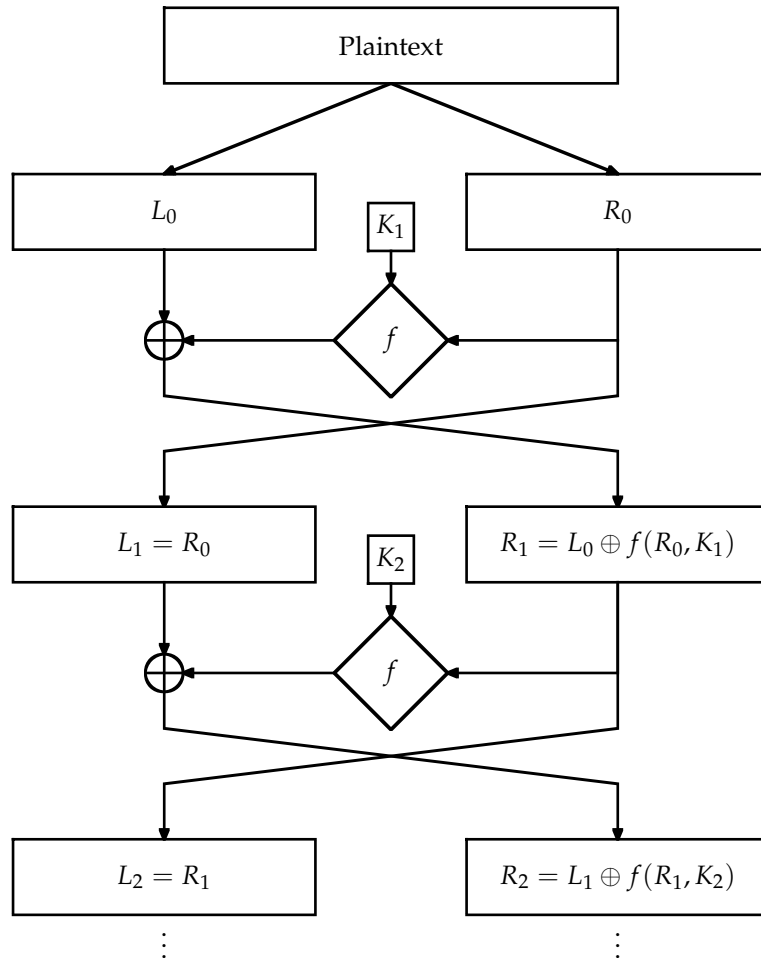 Plaintext
L₀
K₁
R₀
f
L₁ = R₀
K₂
R₁ = L₀ ⊕ f(R₀, K₁)
f
L₂ = R₁
R₂ = L₁ ⊕ f(R₁, K₂)
⋮
⋮